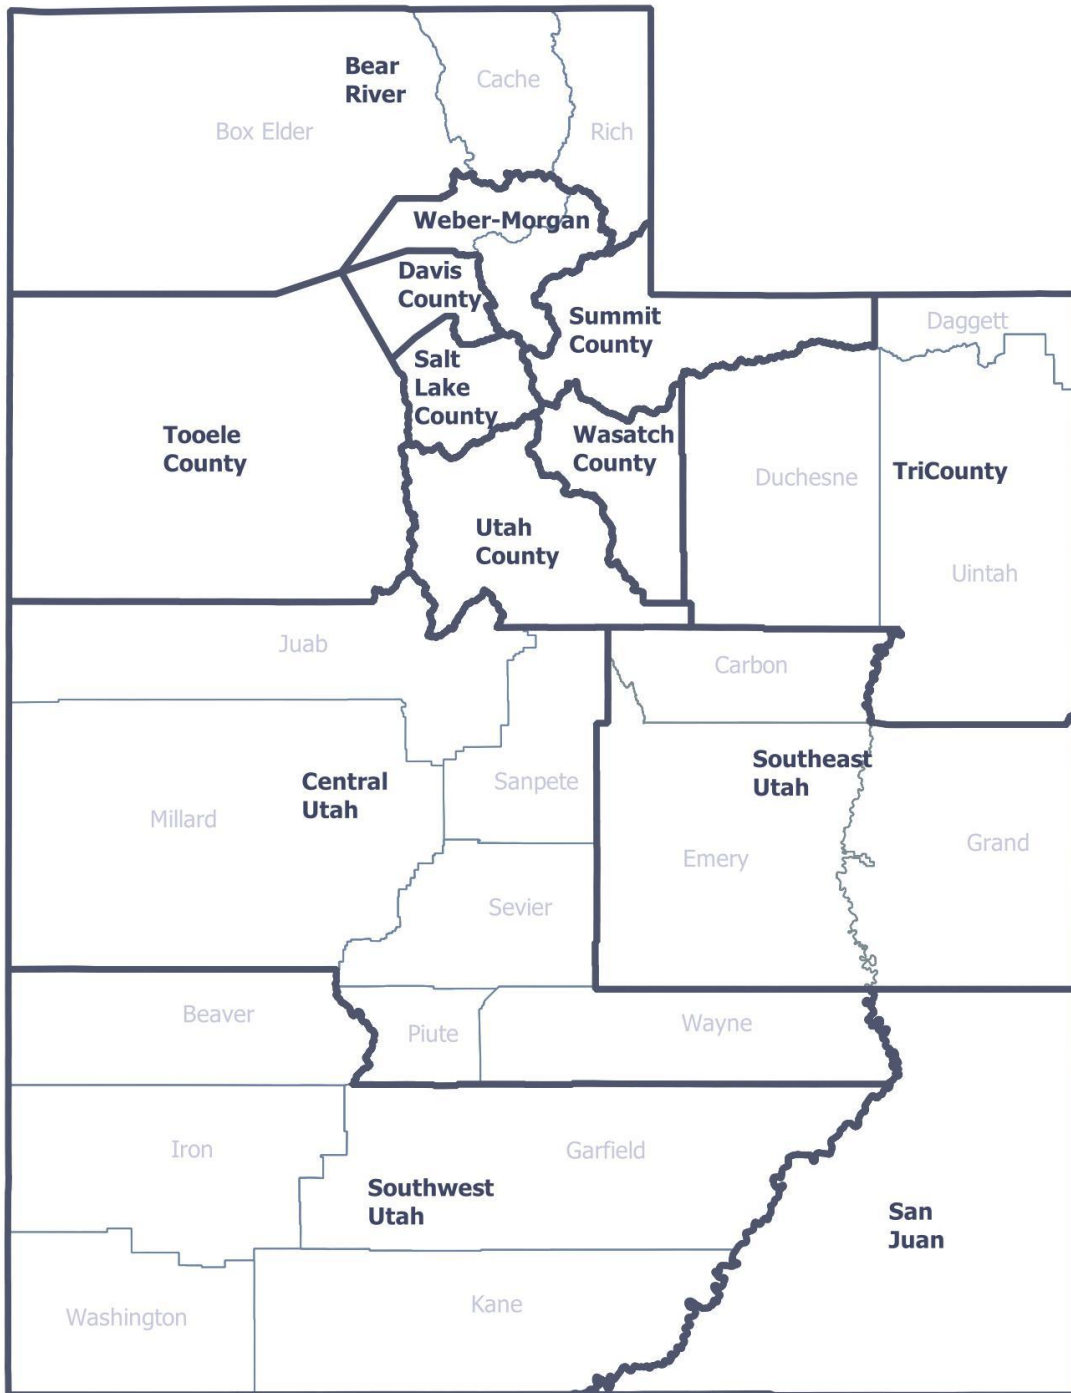 Bear
River
Cache
Box Elder
Rich
Weber-Morgan
Davis
County
Summit
County
Daggett
Salt
Lake
County
Tooele
County
Wasatch
County
Duchesne
TriCounty
Utah
County
Uintah
Juab
Carbon
Central
Utah
Sanpete
Southeast
Utah
Millard
Emery
Grand
Sevier
Beaver
Piute
Wayne
Iron
Garfield
Southwest
Utah
San
Juan
Washington
Kane